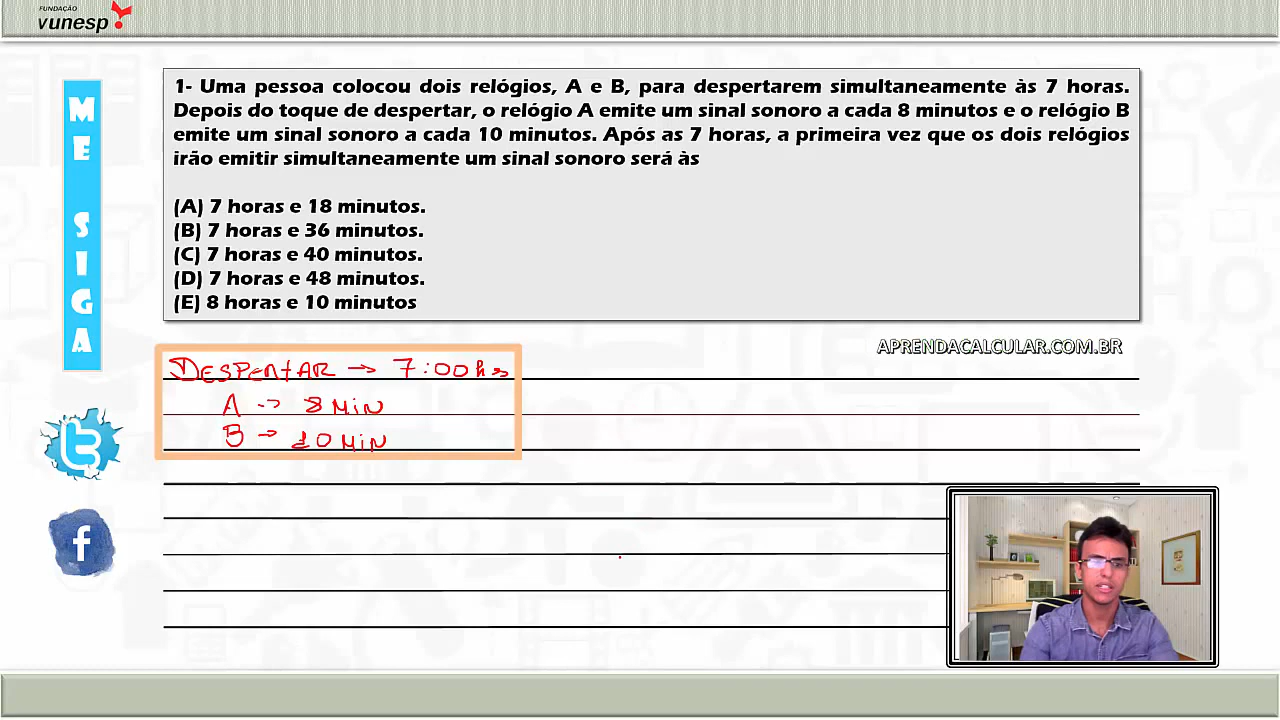 FUNDAÇÃO
vunesp
ME SIGA
1- Uma pessoa colocou dois relógios, A e B, para despertarem simultaneamente às 7 horas.
Depois do toque de despertar, o relógio A emite um sinal sonoro a cada 8 minutos e o relógio B
emite um sinal sonoro a cada 10 minutos. Após as 7 horas, a primeira vez que os dois relógios
irão emitir simultaneamente um sinal sonoro será às
(A) 7 horas e 18 minutos.
(B) 7 horas e 36 minutos.
(C) 7 horas e 40 minutos.
(D) 7 horas e 48 minutos.
(E) 8 horas e 10 minutos
APRENDACALCULAR.COM.BR
DESPERTAR → 7:00hs
A → 8 MiN
B → 10 MiN